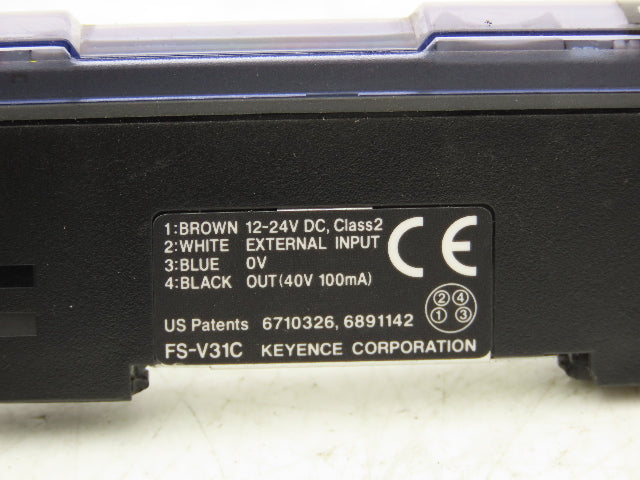 1:BROWN 12-24V DC, Class2
2:WHITE EXTERNAL INPUT
3:BLUE 0V
4:BLACK OUT(40V 100mA)
CE
2 4
1 3
US Patents 6710326, 6891142
FS-V31C KEYENCE CORPORATION